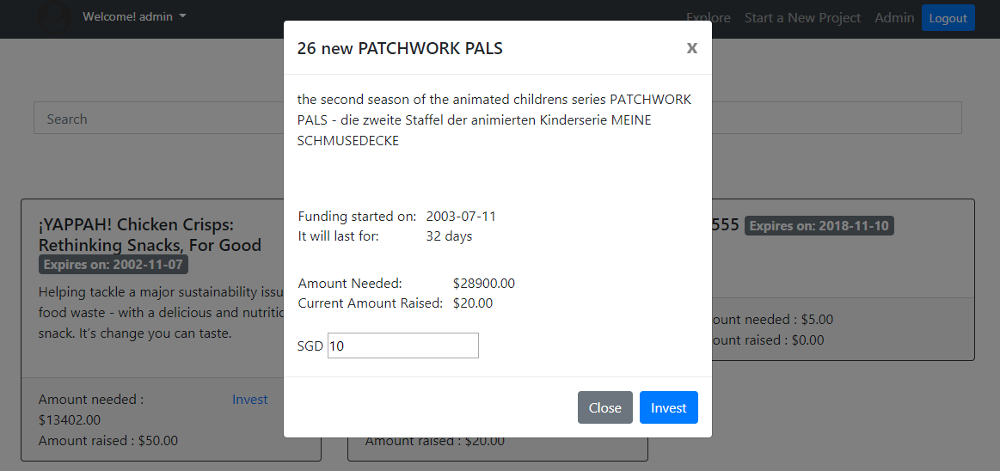 Welcome! admin
Explore Start a New Project Admin Logout
26 new PATCHWORK PALS
X
the second season of the animated childrens series PATCHWORK
PALS - die zweite Staffel der animierten Kinderserie MEINE
SCHMUSEDECKE
Search
Funding started on: 2003-07-11
It will last for: 32 days
Amount Needed: $28900.00
Current Amount Raised: $20.00
SGD 10
Close Invest
¡YAPPAH! Chicken Crisps:
Rethinking Snacks, For Good
Expires on: 2002-11-07
Helping tackle a major sustainability issu
food waste - with a delicious and nutritic
snack. It's change you can taste.
Amount needed : Invest
$13402.00
Amount raised : $50.00
Amount raised : $20.00
555 Expires on: 2018-11-10
ount needed : $5.00
ount raised : $0.00